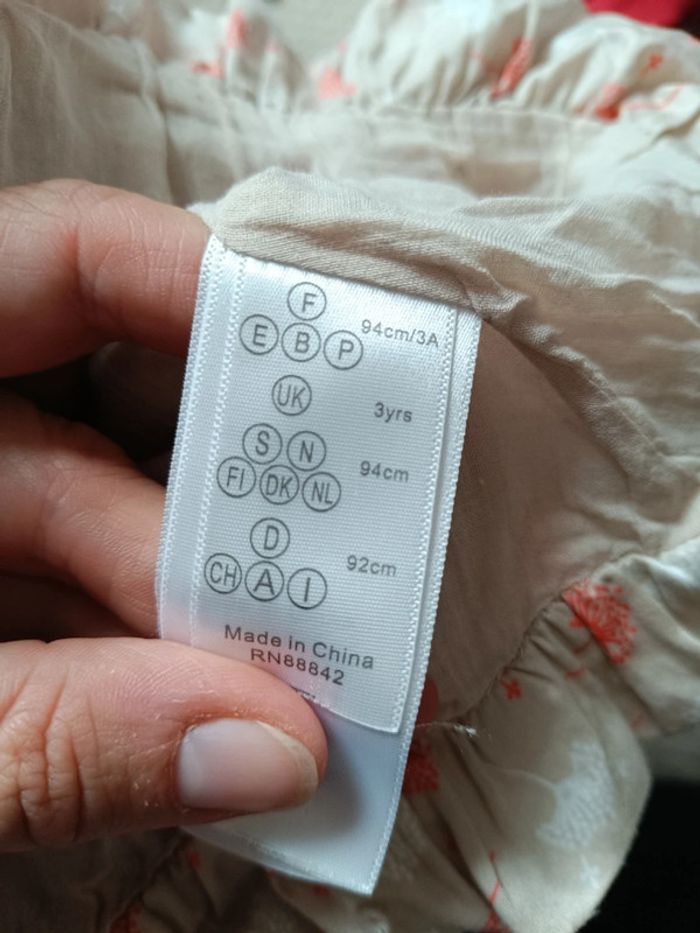 F
E B P 94cm/3A
UK 3yrs
S N
FI DK NL 94cm
D
CH A I 92cm
Made in China
RN88842